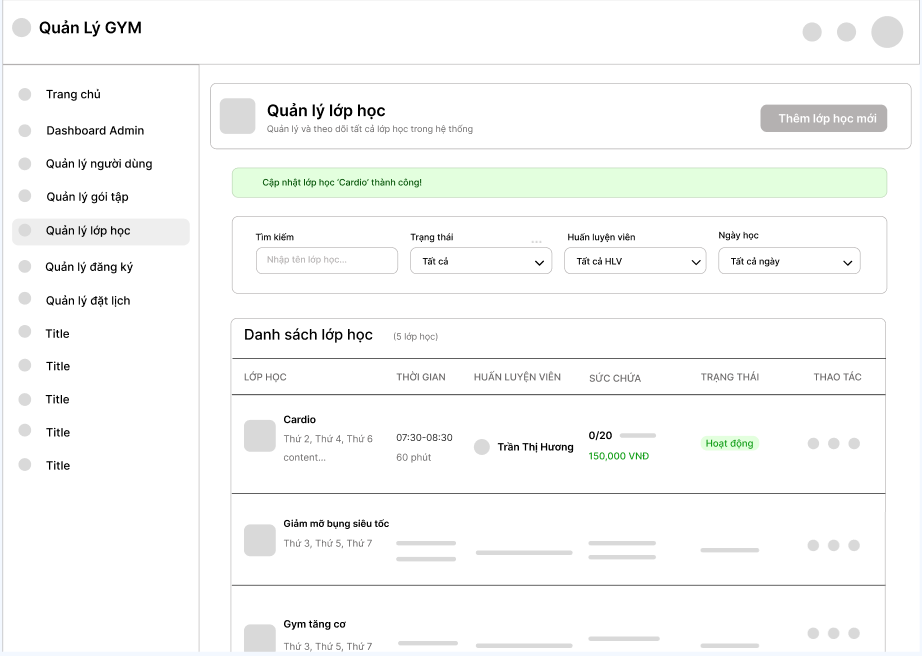 Quản Lý GYM
Trang chủ
Dashboard Admin
Quản lý người dùng
Quản lý gói tập
Quản lý lớp học
Quản lý đăng ký
Quản lý đặt lịch
Title
Title
Title
Title
Title
Quản lý lớp học
Quản lý và theo dõi tất cả lớp học trong hệ thống
Thêm lớp học mới
Cập nhật lớp học ‘Cardio’ thành công!
Tìm kiếm
Trạng thái
...
Huấn luyện viên
Ngày học
Nhập tên lớp học...
Tất cả
Tất cả HLV
Tất cả ngày
Danh sách lớp học (5 lớp học)
LỚP HỌC THỜI GIAN HUẤN LUYỆN VIÊN SỨC CHỨA TRẠNG THÁI THAO TÁC
Cardio
Thứ 2, Thứ 4, Thứ 6
content...
07:30-08:30
60 phút
Trần Thị Hương
0/20
150,000 VNĐ
Hoạt động
Giảm mỡ bụng siêu tốc
Thứ 3, Thứ 5, Thứ 7
Gym tăng cơ
Thứ 3, Thứ 5, Thứ 7